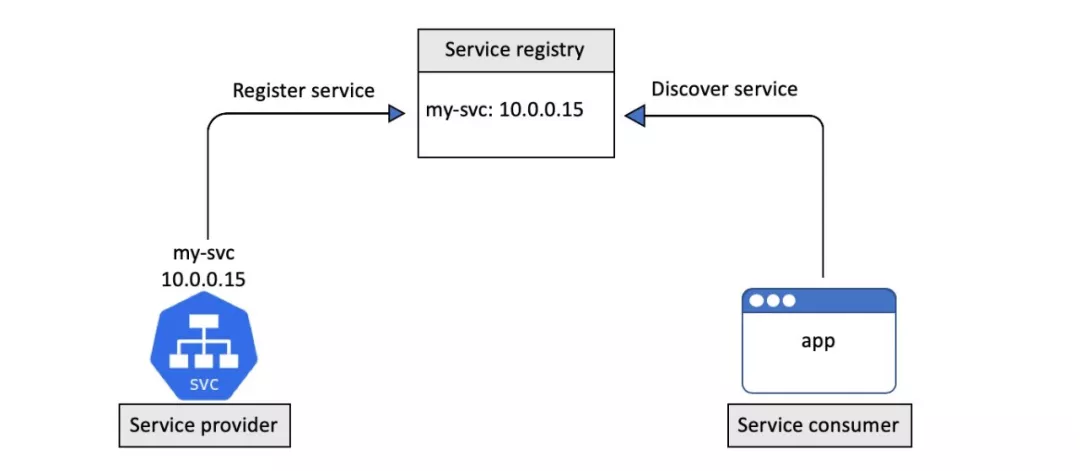 Service registry
Register service
Discover service
my-svc: 10.0.0.15
my-svc
10.0.0.15
svc
app
Service provider
Service consumer